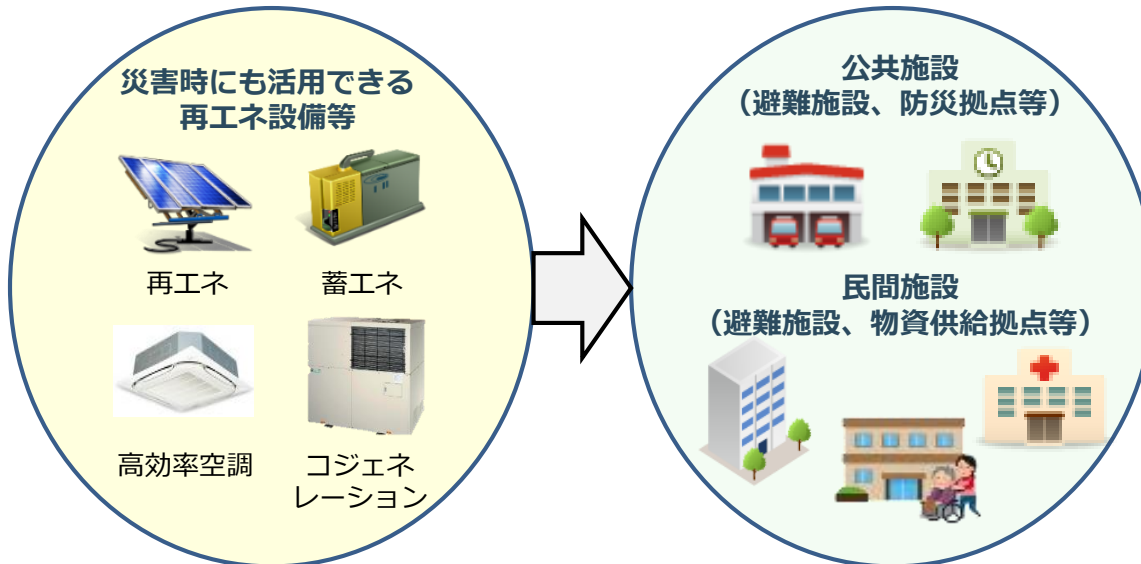 災害時にも活用できる
再エネ設備等
再エネ
蓄エネ
高効率空調
コジェネ
レーション
公共施設
（避難施設、防災拠点等）
民間施設
（避難施設、物資供給拠点等）